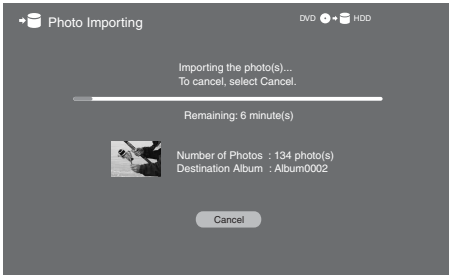 Photo Importing
DVD HDD
Importing the photo(s)...
To cancel, select Cancel.
Remaining: 6 minute(s)
Number of Photos : 134 photo(s)
Destination Album : Album0002
Cancel